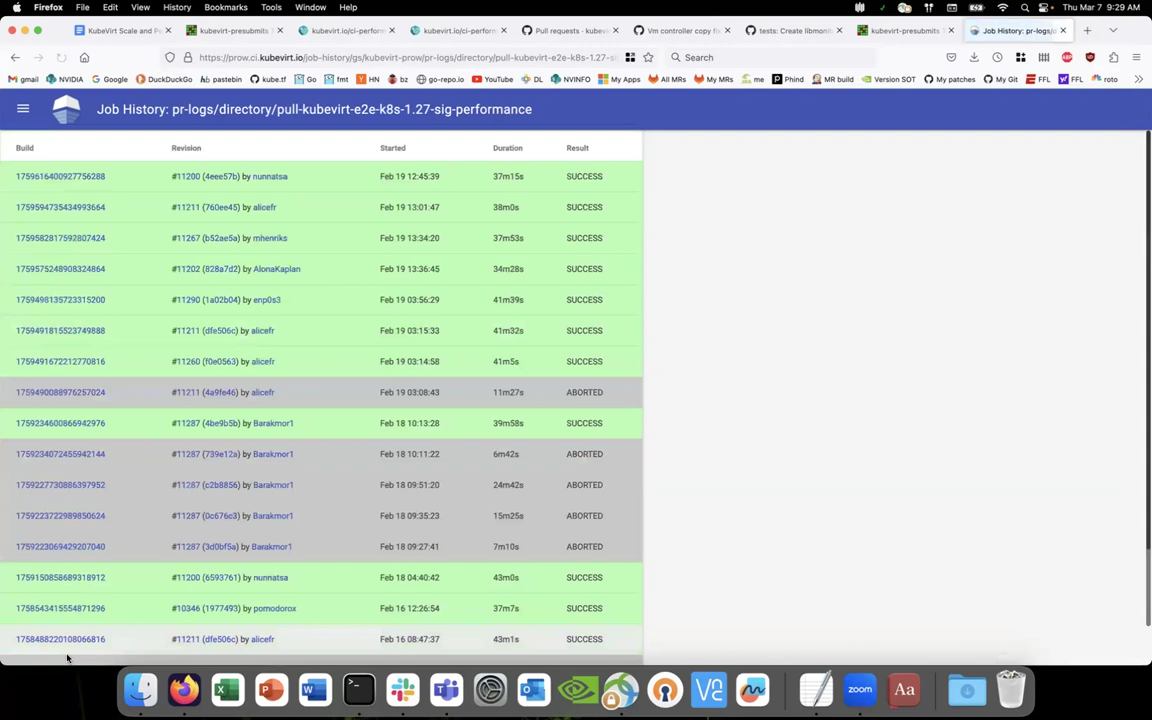 Firefox File Edit View History Bookmarks Tools Window Help Thu Mar 7 9:29 AM
KubeVirt Scale and Pe kubevirt-presubmits kubevirt.io/ci-perform kubevirt.io/ci-perform Pull requests · kubevir Vm controller copy fix tests: Create libmoni kubevirt-presubmits Job History: pr-logs/d
https://prow.ci.kubevirt.io/job-history/gs/kubevirt-prow/pr-logs/directory/pull-kubevirt-e2e-k8s-1.27-si Search
gmail NVIDIA Google DuckDuckGo pastebin kube.tf Go HN bz go-repo.io YouTube DL NVINFO My Apps All MRs My MRs me Phind MR build Version SOT My patches My Git FFL FFL roto
Job History: pr-logs/directory/pull-kubevirt-e2e-k8s-1.27-sig-performance
Build Revision Started Duration Result
1759616400927756288 #11200 (4eee57b) by nunnatsa Feb 19 12:45:39 37m15s SUCCESS
1759594735434993664 #11211 (760ee45) by alicefr Feb 19 13:01:47 38m0s SUCCESS
1759582817592807424 #11267 (b52ae5a) by mhenriks Feb 19 13:34:20 37m53s SUCCESS
1759575248908324864 #11202 (828a7d2) by AlonaKaplan Feb 19 13:36:45 34m28s SUCCESS
1759498135723315200 #11290 (1a02b04) by enp0s3 Feb 19 03:56:29 41m39s SUCCESS
1759491815523749888 #11211 (dfe506c) by alicefr Feb 19 03:15:33 41m32s SUCCESS
1759491672212770816 #11260 (f0e0563) by alicefr Feb 19 03:14:58 41m5s SUCCESS
1759490088976257024 #11211 (4a9fe46) by alicefr Feb 19 03:08:43 11m27s ABORTED
1759234600866942976 #11287 (4be9b5b) by Barakmor1 Feb 18 10:13:28 39m58s SUCCESS
1759234072455942144 #11287 (739e12a) by Barakmor1 Feb 18 10:11:22 6m42s ABORTED
1759227730886397952 #11287 (c2b8856) by Barakmor1 Feb 18 09:51:20 24m42s ABORTED
1759223722989850624 #11287 (0c676c3) by Barakmor1 Feb 18 09:35:23 15m25s ABORTED
1759223069429207040 #11287 (3d0bf5a) by Barakmor1 Feb 18 09:27:41 7m10s ABORTED
1759150858689318912 #11200 (6593761) by nunnatsa Feb 18 04:40:42 43m0s SUCCESS
1758543415554871296 #10346 (1977493) by pomodorox Feb 16 12:26:54 37m7s SUCCESS
1758488220108066816 #11211 (dfe506c) by alicefr Feb 16 08:47:37 43m1s SUCCESS
zoom Aa